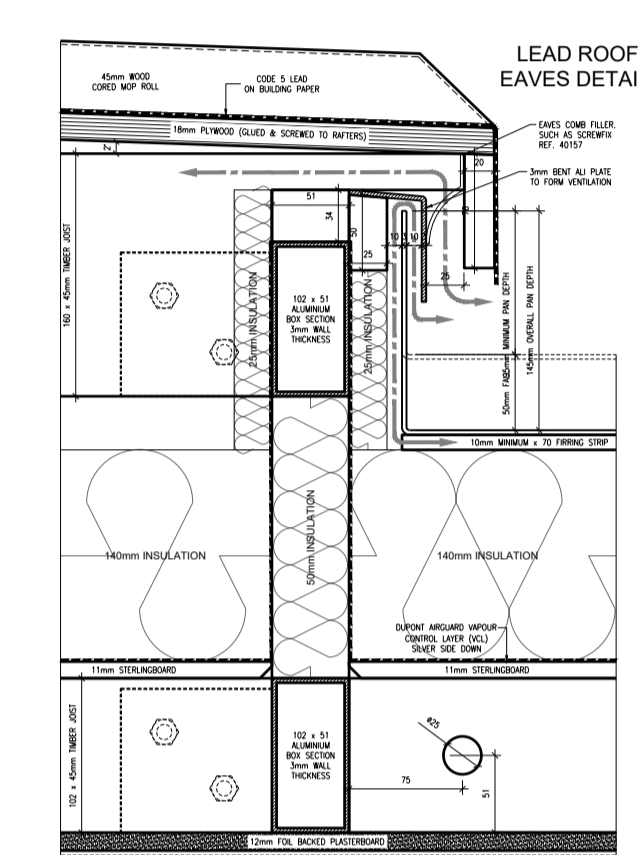 LEAD ROOF
EAVES DETAI
45mm WOOD
CORED MOP ROLL
CODE 5 LEAD
ON BUILDING PAPER
18mm PLYWOOD (GLUED & SCREWED TO RAFTERS)
EAVES COMB FILLER.
SUCH AS SCREWFIX
REF. 40157
3mm BENT ALI PLATE
TO FORM VENTILATION
20
51
34
50
25
10
3
10
25
160 x 45mm TIMBER JOIST
25mm INSULATION
102 x 51
ALUMINIUM
BOX SECTION
3mm WALL
THICKNESS
25mm INSULATION
MINIMUM PAN DEPTH
145mm OVERALL PAN DEPTH
10mm MINIMUM x 70 FIRRING STRIP
140mm INSULATION
50mm INSULATION
140mm INSULATION
DUPONT AIRGUARD VAPOUR
CONTROL LAYER (VCL)
SILVER SIDE DOWN
11mm STERLINGBOARD
11mm STERLINGBOARD
102 x 45mm TIMBER JOIST
102 x 51
ALUMINIUM
BOX SECTION
3mm WALL
THICKNESS
ø25
75
51
12mm FOIL BACKED PLASTERBOARD